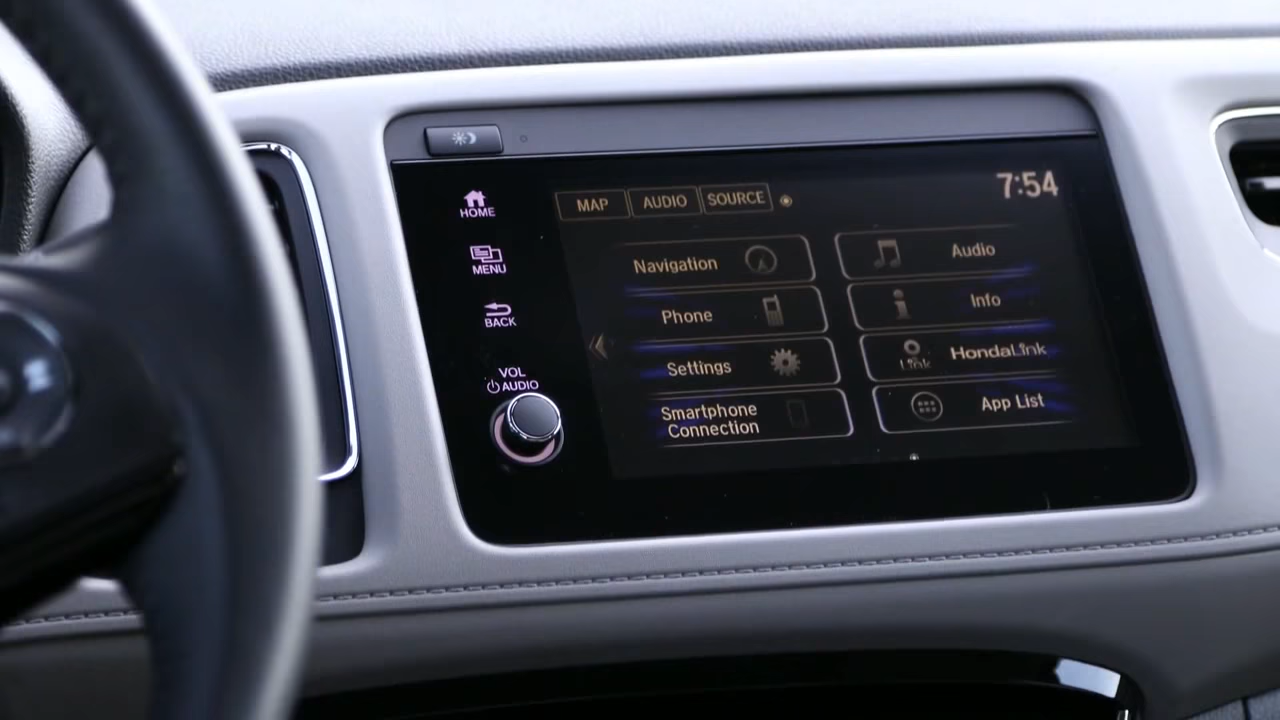 HOME
MENU
BACK
VOL
AUDIO
MAP
AUDIO
SOURCE
7:54
Navigation
Audio
Phone
Info
Settings
Link
HondaLink
Smartphone
Connection
App List